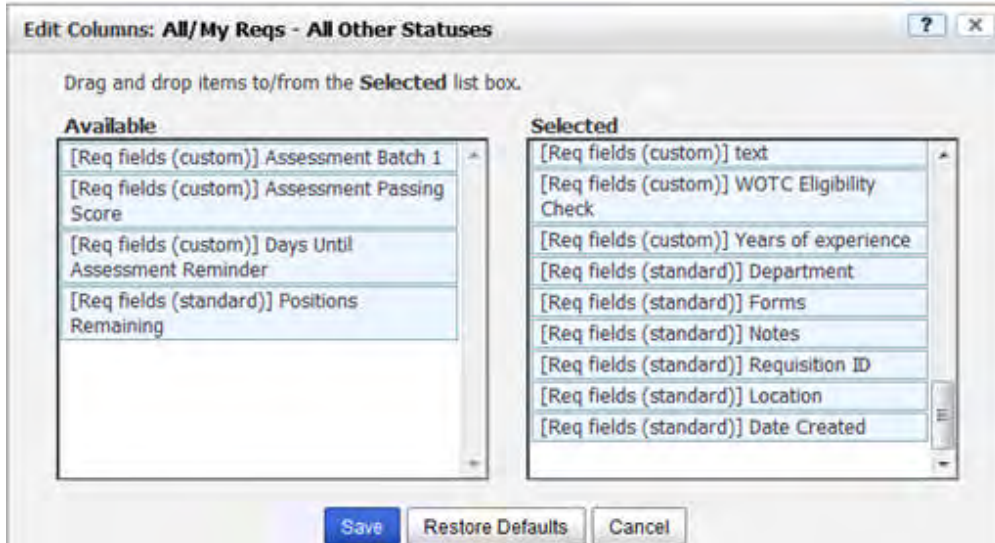 Edit Columns: All/My Reqs - All Other Statuses
?
Drag and drop items to/from the Selected list box.
Available
[Req fields (custom)] Assessment Batch 1
[Req fields (custom)] Assessment Passing
Score
[Req fields (custom)] Days Until
Assessment Reminder
[Req fields (standard)] Positions
Remaining
Selected
[Req fields (custom)] text
[Req fields (custom)] WOTC Eligibility
Check
[Req fields (custom)] Years of experience
[Req fields (standard)] Department
[Req fields (standard)] Forms
[Req fields (standard)] Notes
[Req fields (standard)] Requisition ID
[Req fields (standard)] Location
[Req fields (standard)] Date Created
Save Restore Defaults Cancel